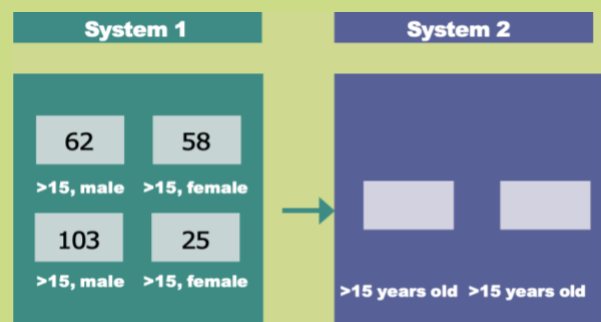 System 1
System 2
62 58
>15, male >15, female
103 25
>15, male >15, female
>15 years old >15 years old